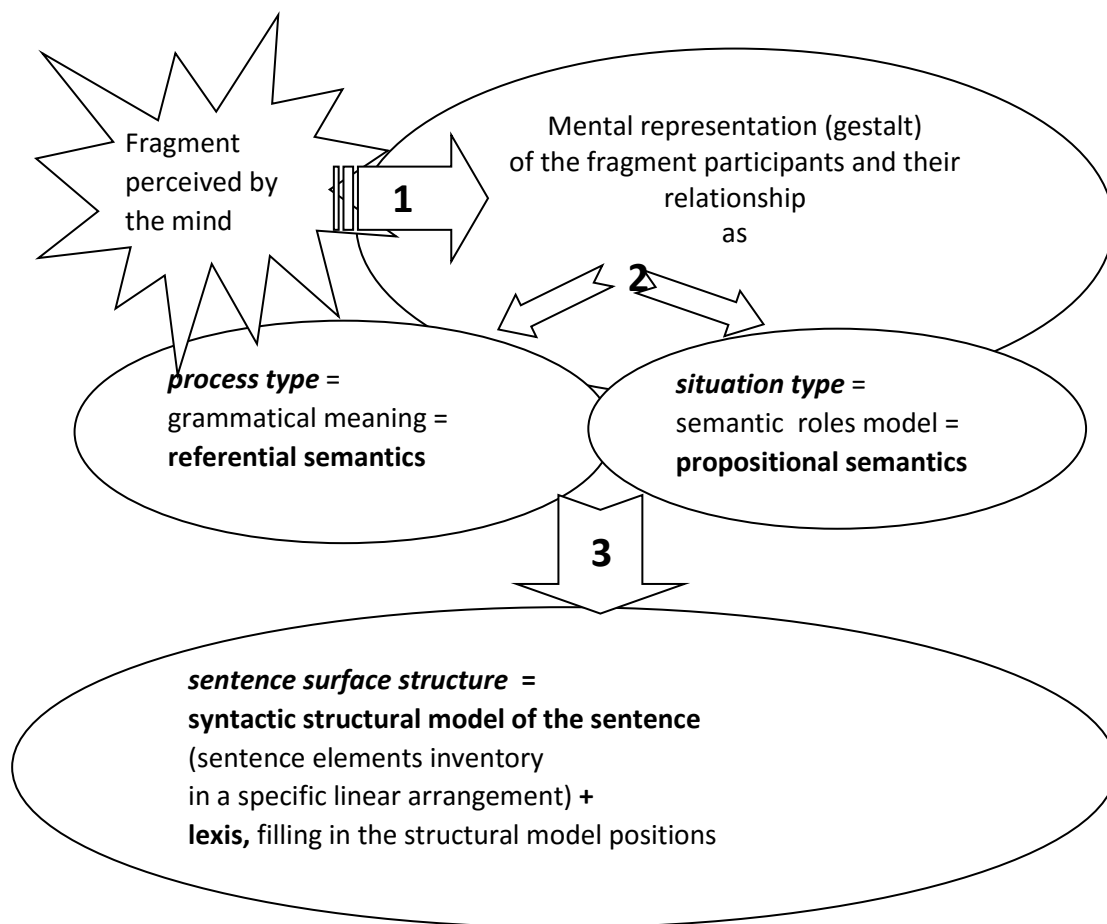 Fragment
perceived by
the mind
1
Mental representation (gestalt)
of the fragment participants and their
relationship
as
2
process type =
grammatical meaning =
referential semantics
situation type =
semantic roles model =
propositional semantics
3
sentence surface structure =
syntactic structural model of the sentence
(sentence elements inventory
in a specific linear arrangement) +
lexis, filling in the structural model positions